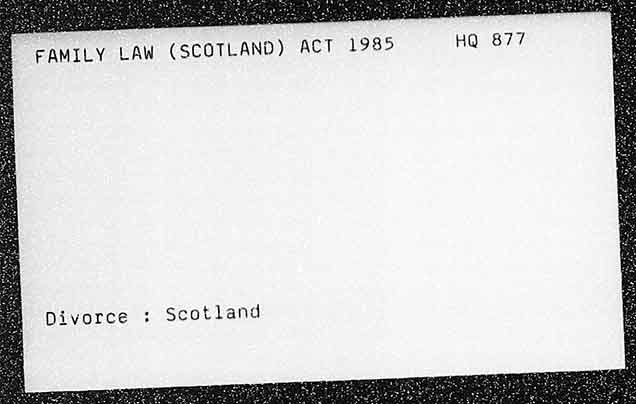 FAMILY LAW (SCOTLAND) ACT 1985 HQ 877
Divorce : Scotland